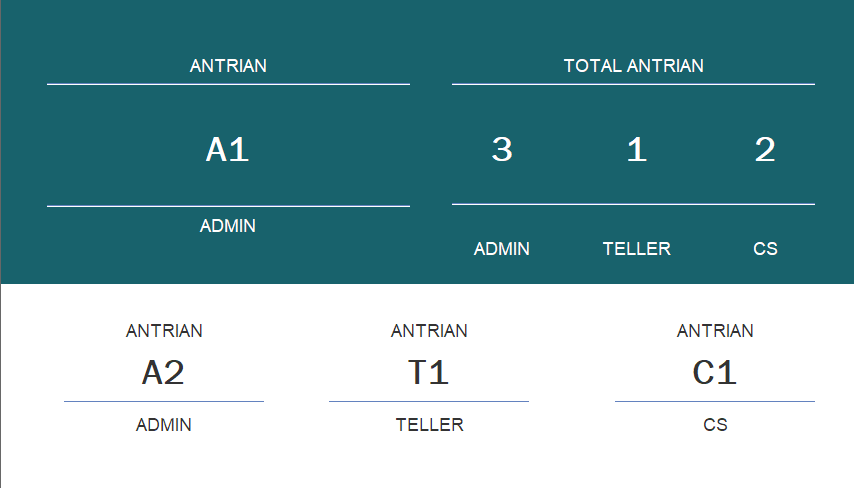 ANTRIAN
A1
ADMIN
TOTAL ANTRIAN
3 1 2
ADMIN TELLER CS
ANTRIAN
A2
ADMIN
ANTRIAN
T1
TELLER
ANTRIAN
C1
CS